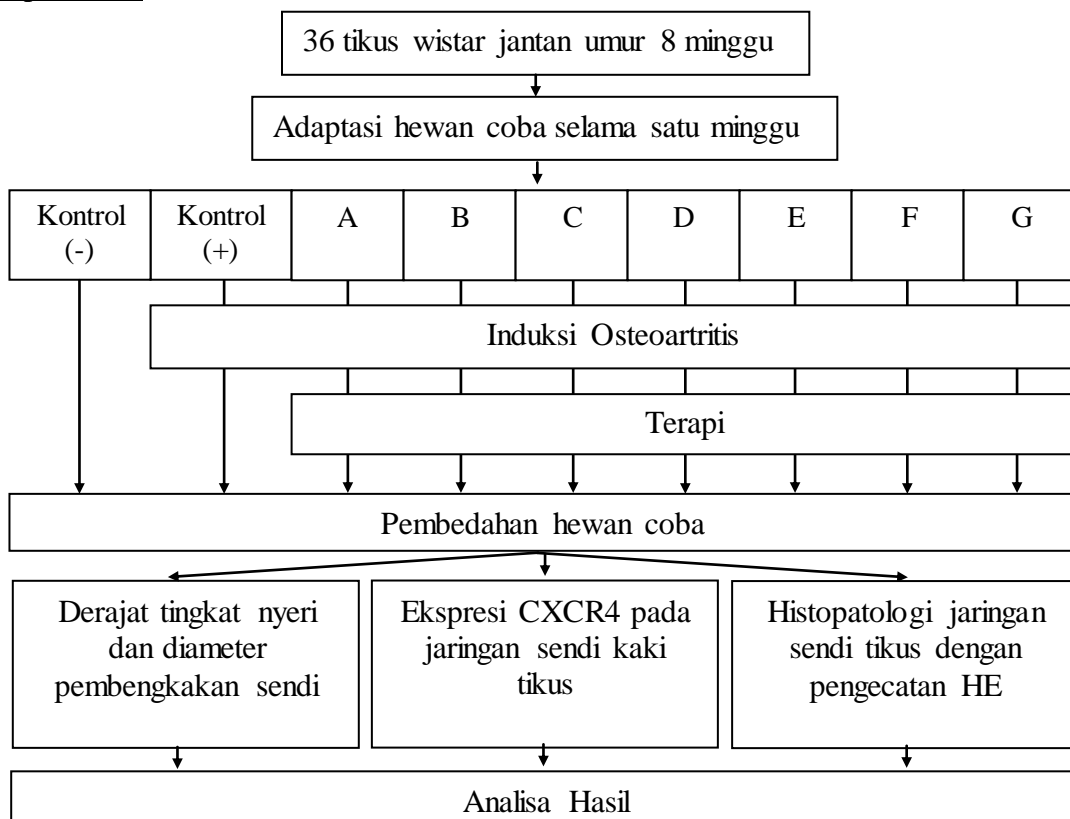 36 tikus wistar jantan umur 8 minggu
Adaptasi hewan coba selama satu minggu
Kontrol
(-)
Kontrol
(+)
A
B
C
D
E
F
G
Induksi Osteoartritis
Terapi
Pembedahan hewan coba
Derajat tingkat nyeri
dan diameter
pembengkakan sendi
Ekspresi CXCR4 pada
jaringan sendi kaki
tikus
Histopatologi jaringan
sendi tikus dengan
pengecatan HE
Analisa Hasil